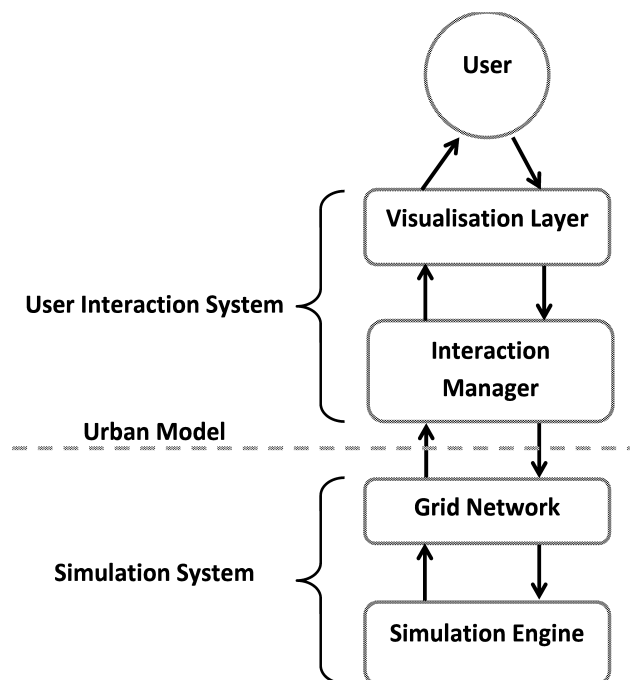 User
Visualisation Layer
User Interaction System
Interaction
Manager
Urban Model
Grid Network
Simulation System
Simulation Engine